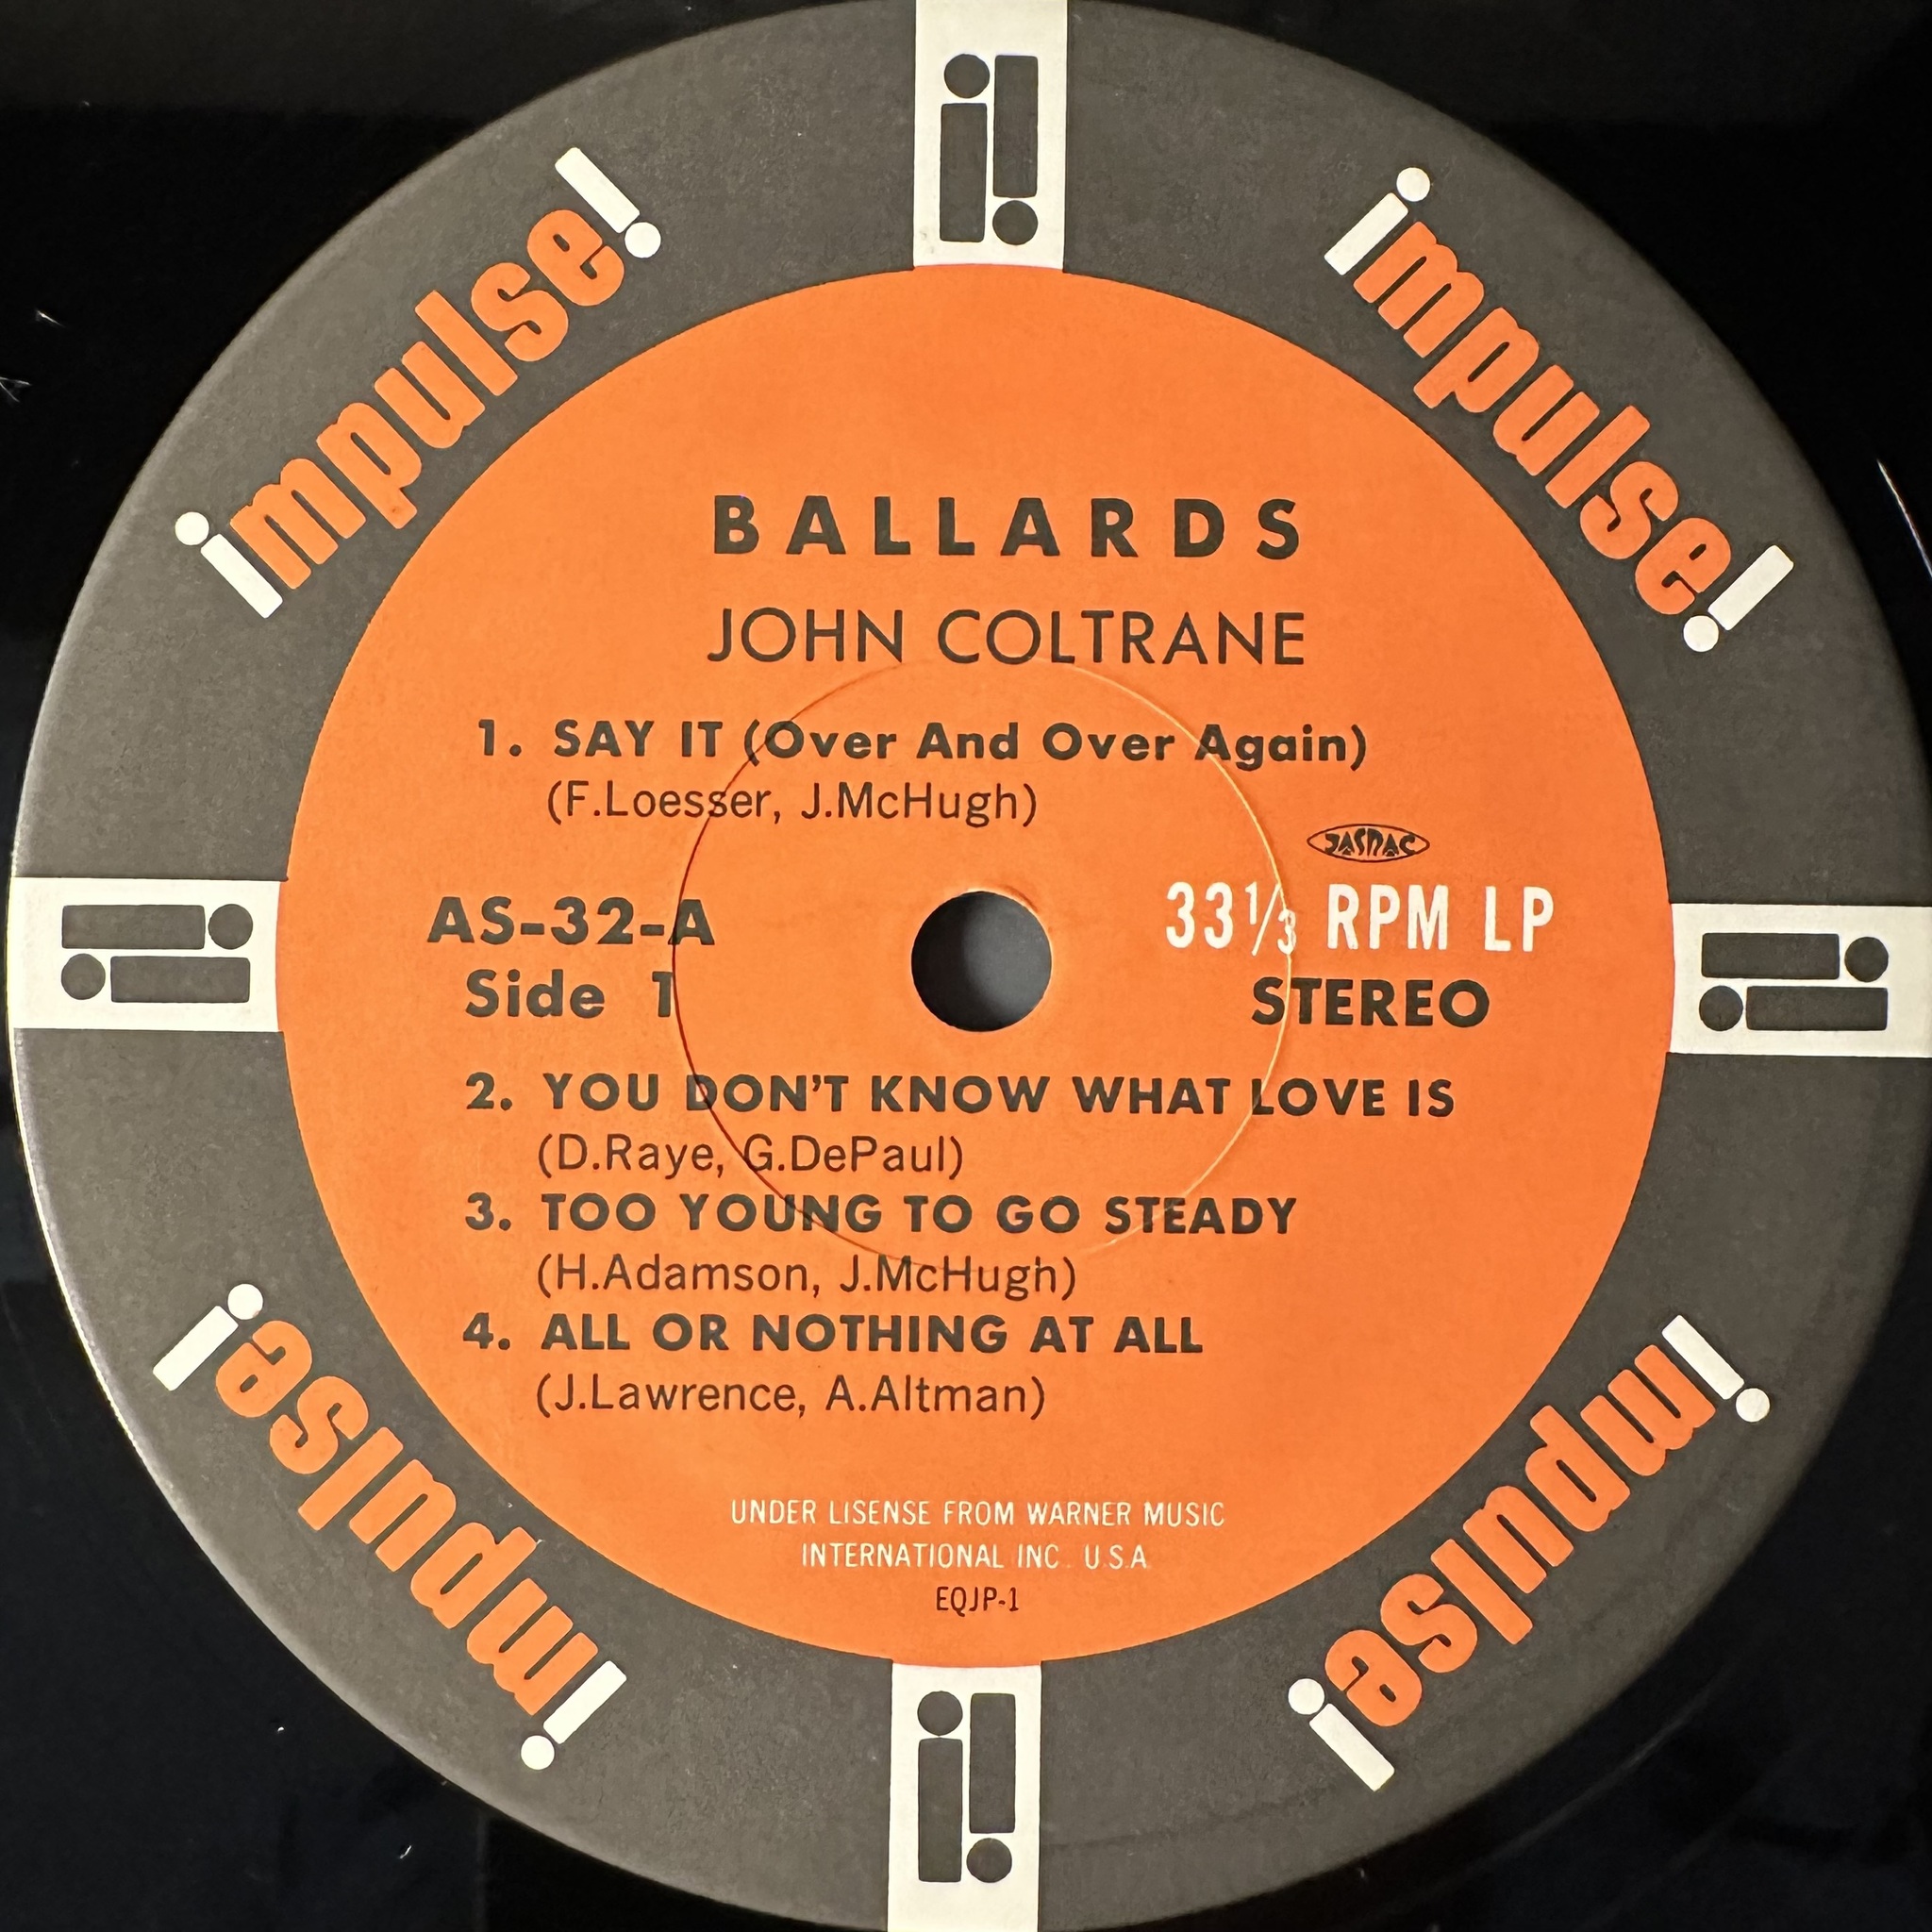 impulse!
impulse!
BALLARDS
JOHN COLTRANE
1. SAY IT (Over And Over Again)
(F.Loesser, J.McHugh)
JASRAC
AS-32-A
33⅓ RPM LP
Side 1
STEREO
2. YOU DON'T KNOW WHAT LOVE IS
(D.Raye, G.DePaul)
3. TOO YOUNG TO GO STEADY
(H.Adamson, J.McHugh)
4. ALL OR NOTHING AT ALL
(J.Lawrence, A.Altman)
UNDER LISENSE FROM WARNER MUSIC
INTERNATIONAL INC. U.S.A.
EQJP-1
impulse!
impulse!